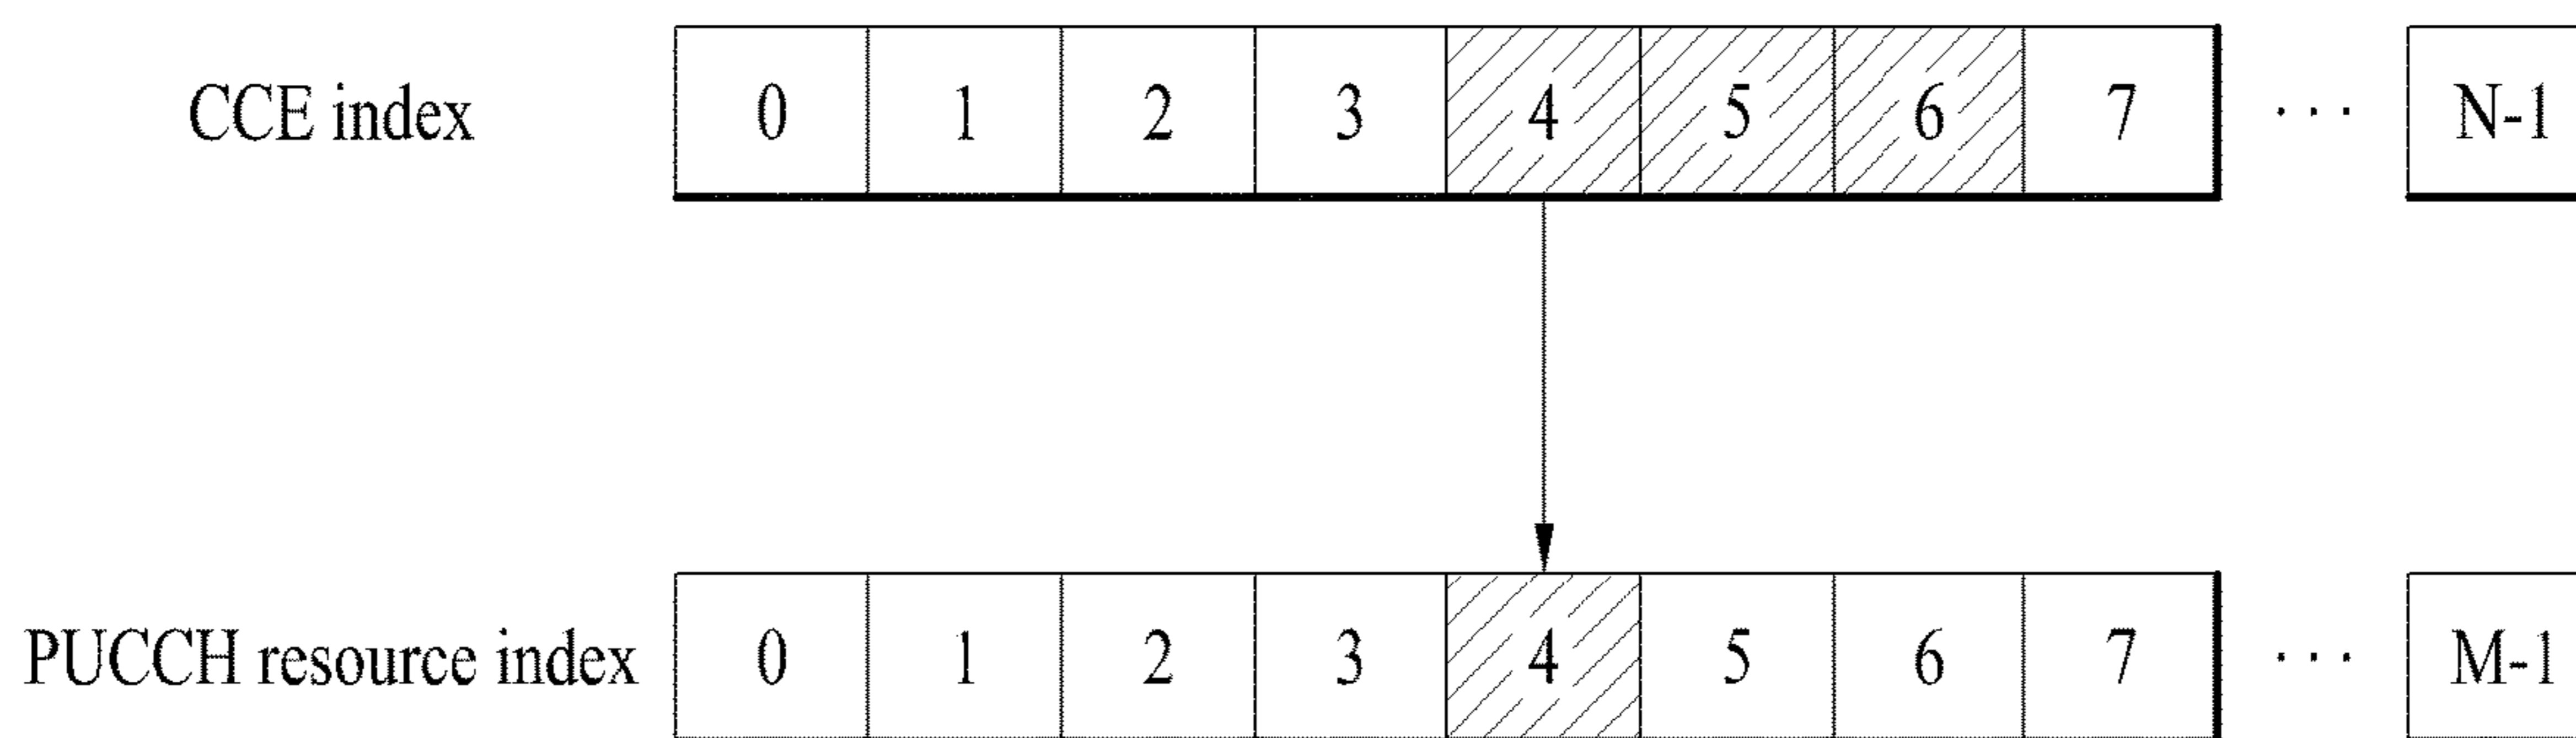 CCE index 0 1 2 3 4 5 6 7 ... N-1
PUCCH resource index 0 1 2 3 4 5 6 7 ... M-1